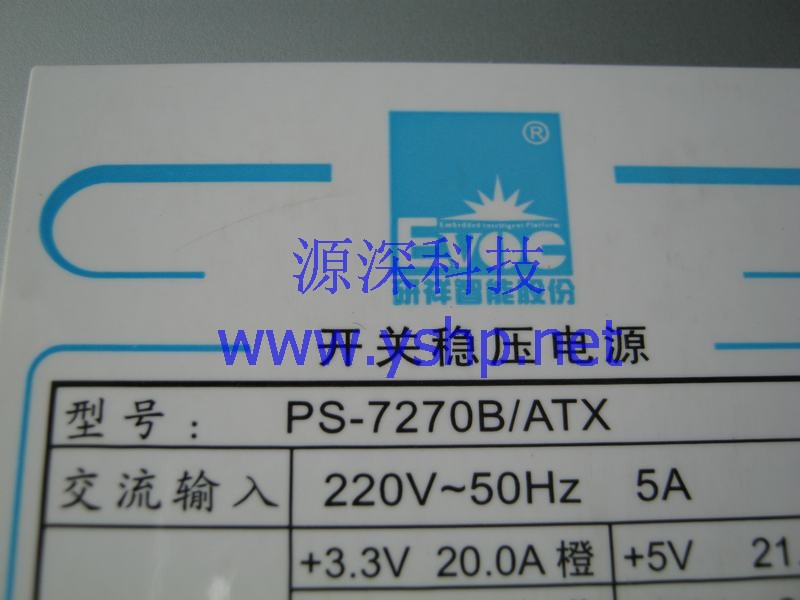 ®
Embedded Intelligent Platform
EVOC
源深科技
研祥智能股份
www.yshp.net
开关稳压电源
型号: PS-7270B/ATX
交流输入 220V~50Hz 5A
+3.3V 20.0A 橙 +5V 21.